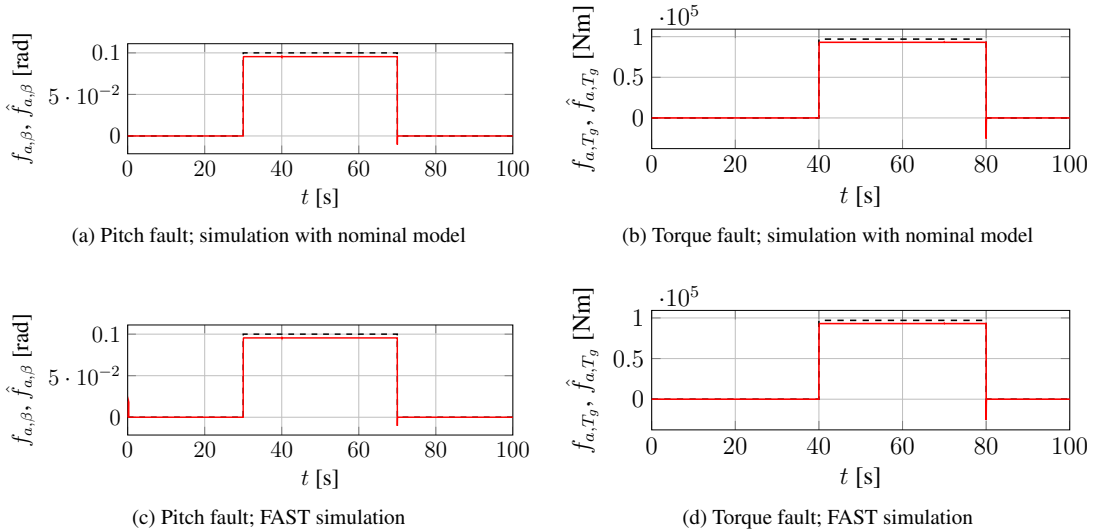 0.1
5 · 10⁻²
0
f_{a,β}, f̂_{a,β} [rad]
0 20 40 60 80 100
t [s]
(a) Pitch fault; simulation with nominal model
·10⁵
1
0.5
0
f_{a,T_g}, f̂_{a,T_g} [Nm]
0 20 40 60 80 100
t [s]
(b) Torque fault; simulation with nominal model
0.1
5 · 10⁻²
0
f_{a,β}, f̂_{a,β} [rad]
0 20 40 60 80 100
t [s]
(c) Pitch fault; FAST simulation
·10⁵
1
0.5
0
f_{a,T_g}, f̂_{a,T_g} [Nm]
0 20 40 60 80 100
t [s]
(d) Torque fault; FAST simulation